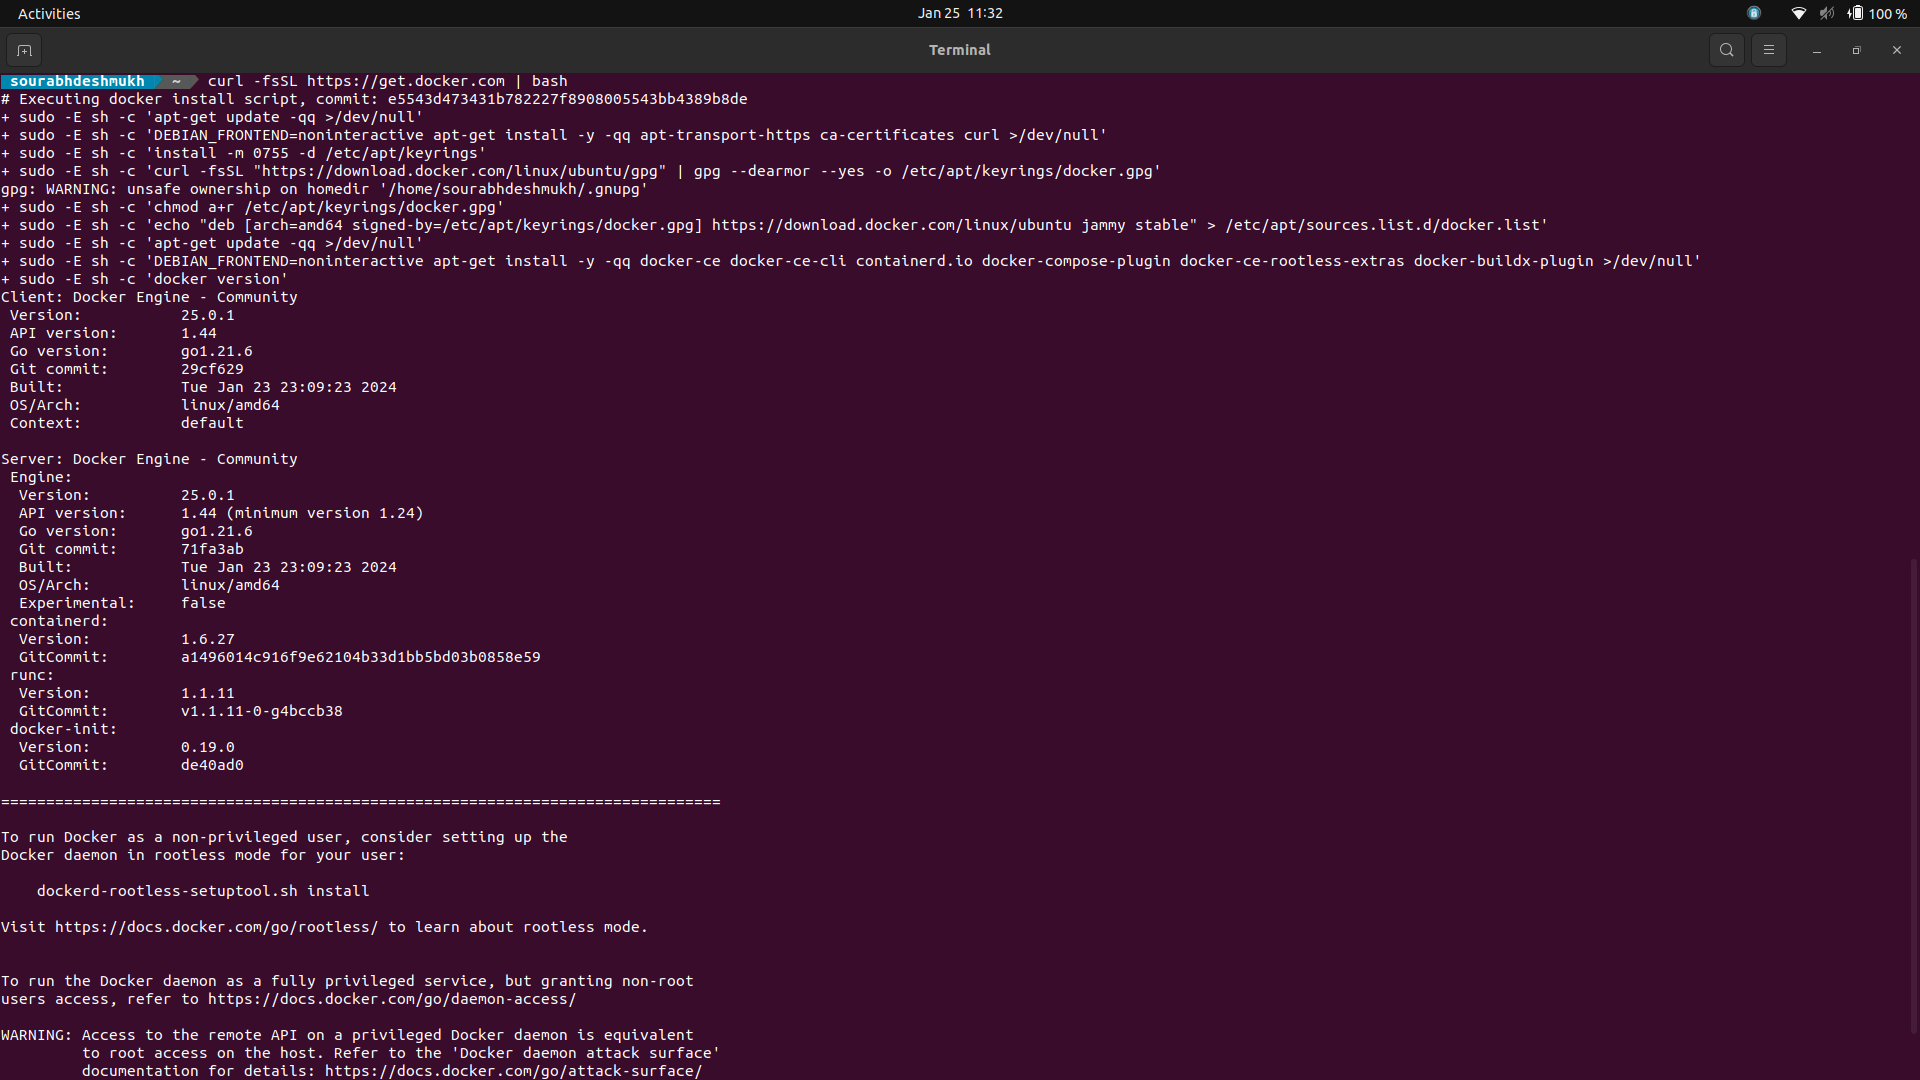 Activities
Jan 25 11:32
100 %
Terminal
sourabhdeshmukh ~ curl -fsSL https://get.docker.com | bash
# Executing docker install script, commit: e5543d473431b782227f8908005543bb4389b8de
+ sudo -E sh -c 'apt-get update -qq >/dev/null'
+ sudo -E sh -c 'DEBIAN_FRONTEND=noninteractive apt-get install -y -qq apt-transport-https ca-certificates curl >/dev/null'
+ sudo -E sh -c 'install -m 0755 -d /etc/apt/keyrings'
+ sudo -E sh -c 'curl -fsSL "https://download.docker.com/linux/ubuntu/gpg" | gpg --dearmor --yes -o /etc/apt/keyrings/docker.gpg'
gpg: WARNING: unsafe ownership on homedir '/home/sourabhdeshmukh/.gnupg'
+ sudo -E sh -c 'chmod a+r /etc/apt/keyrings/docker.gpg'
+ sudo -E sh -c 'echo "deb [arch=amd64 signed-by=/etc/apt/keyrings/docker.gpg] https://download.docker.com/linux/ubuntu jammy stable" > /etc/apt/sources.list.d/docker.list'
+ sudo -E sh -c 'apt-get update -qq >/dev/null'
+ sudo -E sh -c 'DEBIAN_FRONTEND=noninteractive apt-get install -y -qq docker-ce docker-ce-cli containerd.io docker-compose-plugin docker-ce-rootless-extras docker-buildx-plugin >/dev/null'
+ sudo -E sh -c 'docker version'
Client: Docker Engine - Community
Version: 25.0.1
API version: 1.44
Go version: go1.21.6
Git commit: 29cf629
Built: Tue Jan 23 23:09:23 2024
OS/Arch: linux/amd64
Context: default
Server: Docker Engine - Community
Engine:
Version: 25.0.1
API version: 1.44 (minimum version 1.24)
Go version: go1.21.6
Git commit: 71fa3ab
Built: Tue Jan 23 23:09:23 2024
OS/Arch: linux/amd64
Experimental: false
containerd:
Version: 1.6.27
GitCommit: a1496014c916f9e62104b33d1bb5bd03b0858e59
runc:
Version: 1.1.11
GitCommit: v1.1.11-0-g4bccb38
docker-init:
Version: 0.19.0
GitCommit: de40ad0
================================================================================
To run Docker as a non-privileged user, consider setting up the
Docker daemon in rootless mode for your user:
dockerd-rootless-setuptool.sh install
Visit https://docs.docker.com/go/rootless/ to learn about rootless mode.
To run the Docker daemon as a fully privileged service, but granting non-root
users access, refer to https://docs.docker.com/go/daemon-access/
WARNING: Access to the remote API on a privileged Docker daemon is equivalent
to root access on the host. Refer to the 'Docker daemon attack surface'
documentation for details: https://docs.docker.com/go/attack-surface/